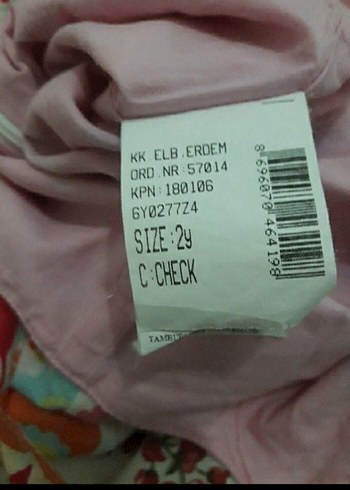 KK.ELB.ERDEM
ORD.NR:57014
KPN:180106
6Y0277Z4
SIZE:2y
C:CHECK
8696070464198